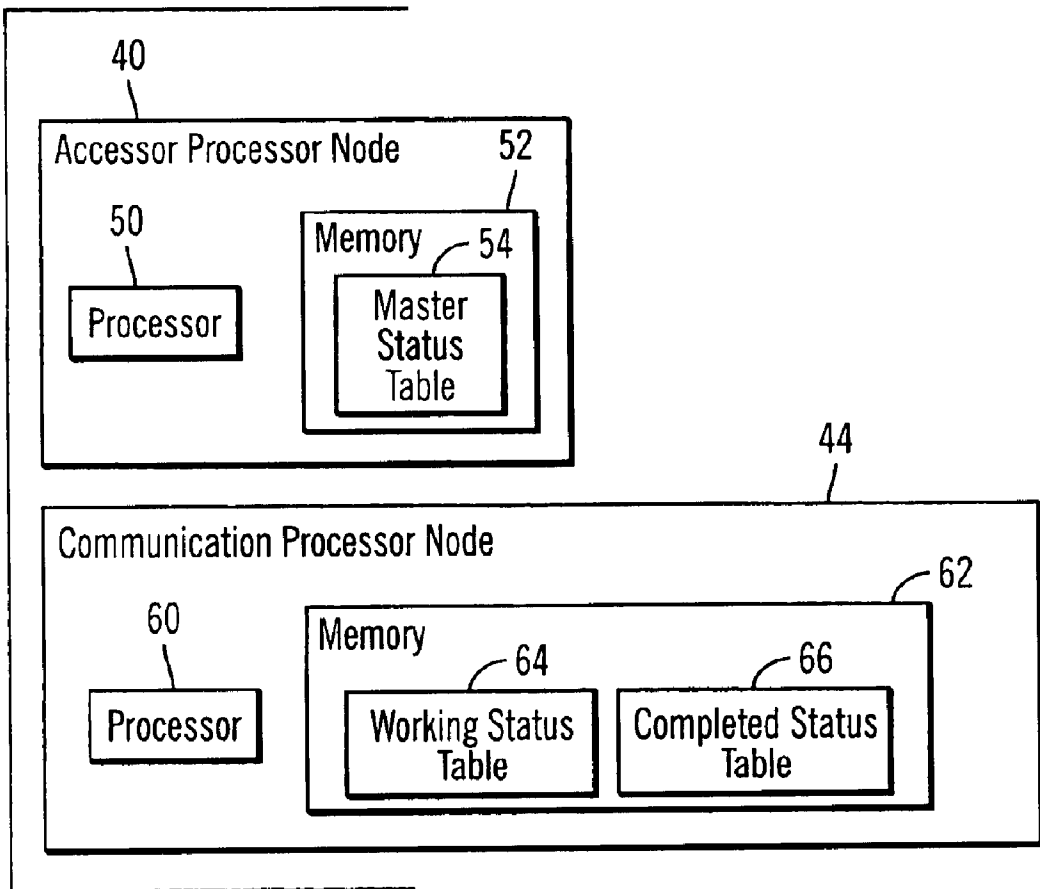 40
Accessor Processor Node
52
50
Memory
54
Processor
Master
Status
Table
44
Communication Processor Node
62
60
Memory
64
66
Processor
Working Status
Table
Completed Status
Table